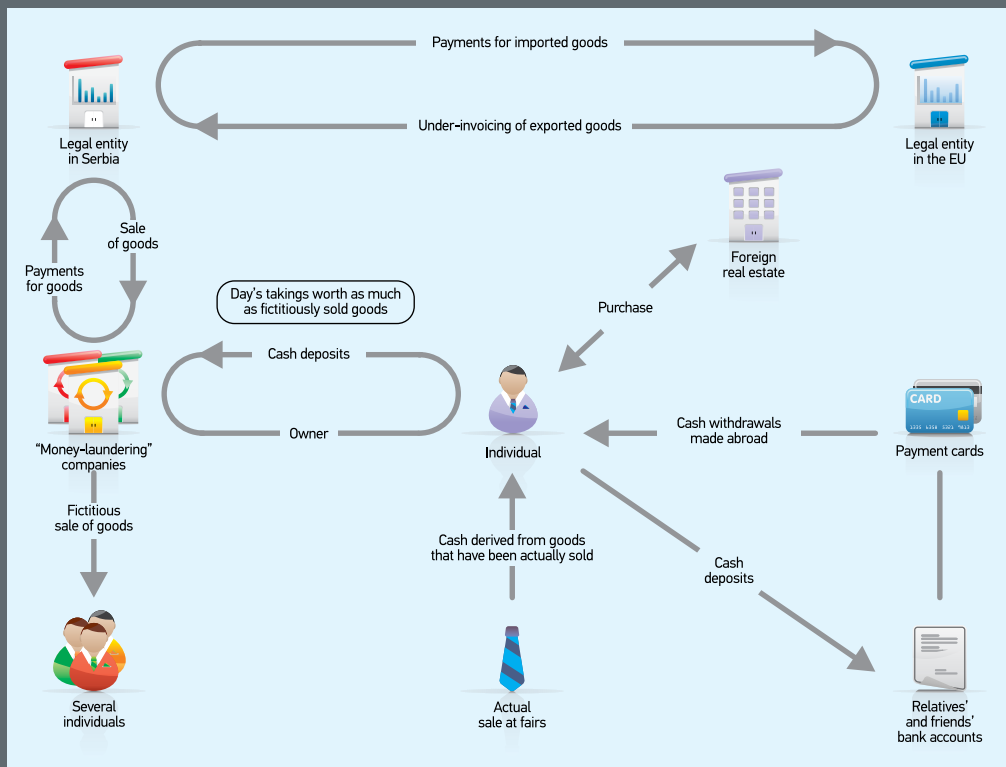 Payments for imported goods
Under-invoicing of exported goods
Legal entity
in Serbia
Legal entity
in the EU
Sale
of goods
Payments
for goods
Foreign
real estate
Day's takings worth as much
as fictitiously sold goods
Purchase
Cash deposits
Owner
"Money-laundering"
companies
Individual
Cash withdrawals
made abroad
CARD
Payment cards
Fictitious
sale of goods
Cash derived from goods
that have been actually sold
Cash
deposits
Several
individuals
Actual
sale at fairs
Relatives'
and friends'
bank accounts